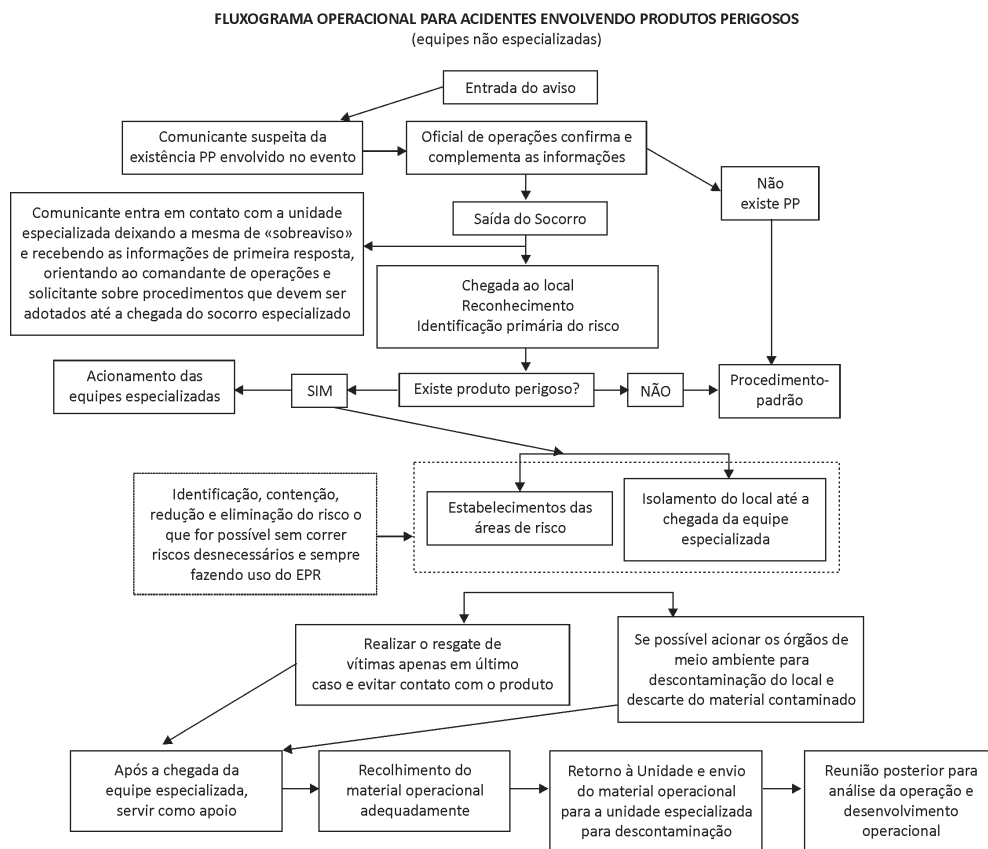 FLUXOGRAMA OPERACIONAL PARA ACIDENTES ENVOLVENDO PRODUTOS PERIGOSOS
(equipes não especializadas)
Entrada do aviso
Comunicante suspeita da
existência PP envolvido no evento
Oficial de operações confirma e
complementa as informações
Não
existe PP
Saída do Socorro
Comunicante entra em contato com a unidade
especializada deixando a mesma de «sobreaviso»
e recebendo as informações de primeira resposta,
orientando ao comandante de operações e
solicitante sobre procedimentos que devem ser
adotados até a chegada do socorro especializado
Chegada ao local
Reconhecimento
Identificação primária do risco
Acionamento das
equipes especializadas
SIM
Existe produto perigoso?
NÃO
Procedimento-
padrão
Identificação, contenção,
redução e eliminação do risco o
que for possível sem correr
riscos desnecessários e sempre
fazendo uso do EPR
Estabelecimentos das
áreas de risco
Isolamento do local até a
chegada da equipe
especializada
Realizar o resgate de
vítimas apenas em último
caso e evitar contato com o produto
Se possível acionar os órgãos de
meio ambiente para
descontaminação do local e
descarte do material contaminado
Após a chegada da
equipe especializada,
servir como apoio
Recolhimento do
material operacional
adequadamente
Retorno à Unidade e envio
do material operacional
para a unidade especializada
para descontaminação
Reunião posterior para
análise da operação e
desenvolvimento
operacional